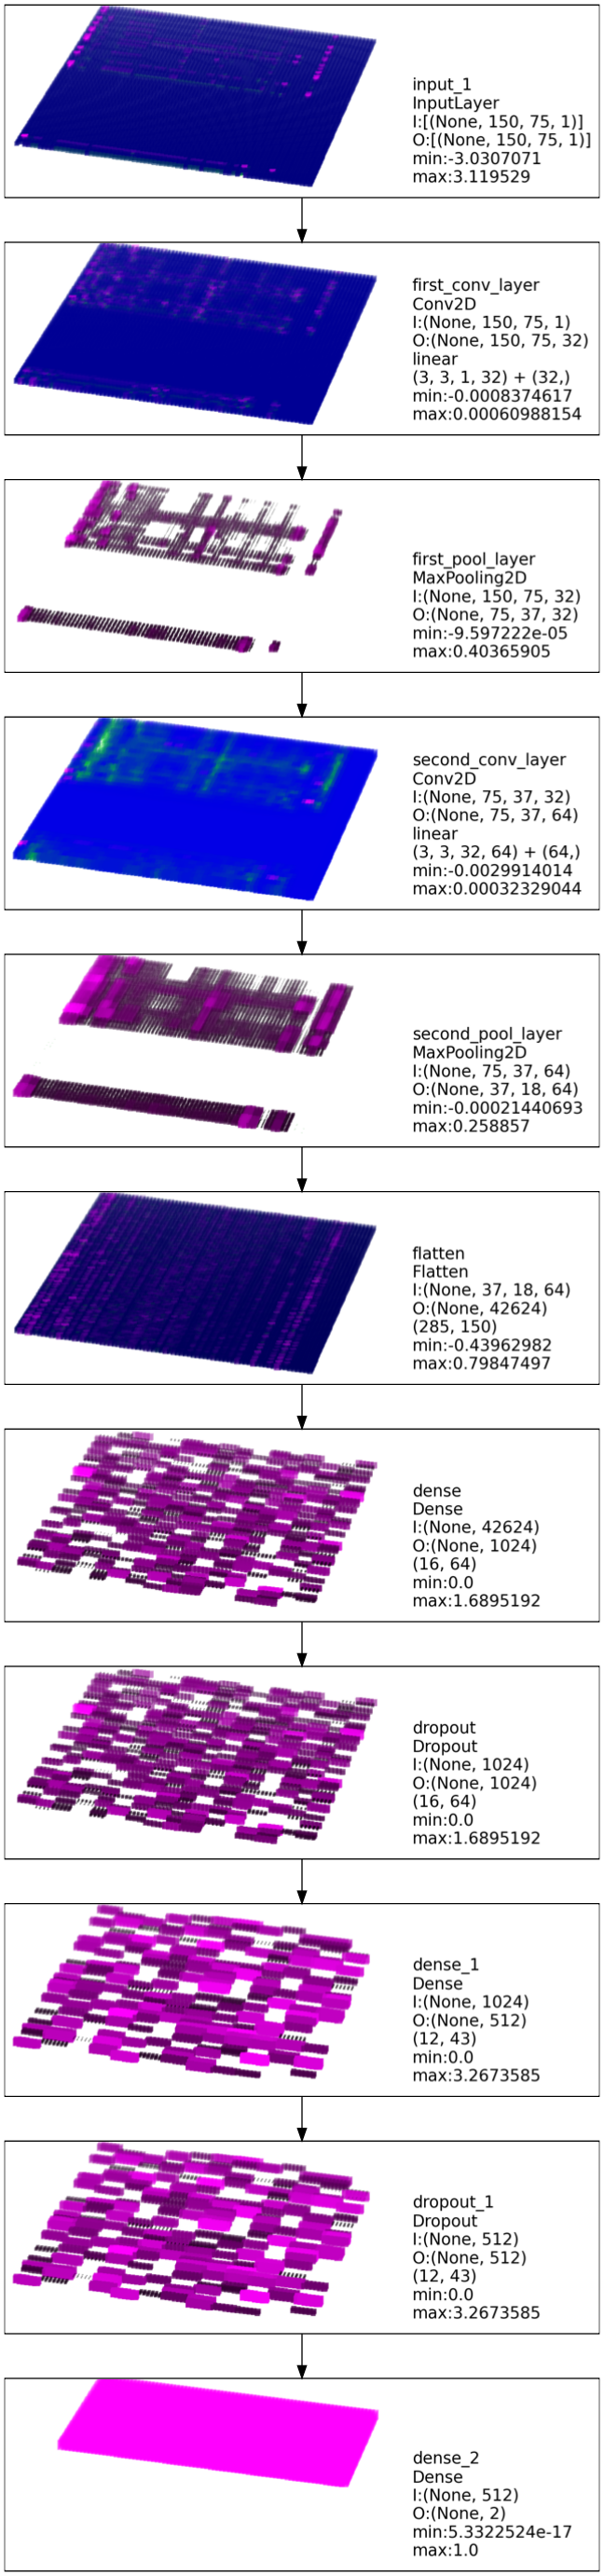 input_1
InputLayer
I:[(None, 150, 75, 1)]
O:[(None, 150, 75, 1)]
min:-3.0307071
max:3.119529
first_conv_layer
Conv2D
I:(None, 150, 75, 1)
O:(None, 150, 75, 32)
linear
(3, 3, 1, 32) + (32,)
min:-0.0008374617
max:0.00060988154
first_pool_layer
MaxPooling2D
I:(None, 150, 75, 32)
O:(None, 75, 37, 32)
min:-9.597222e-05
max:0.40365905
second_conv_layer
Conv2D
I:(None, 75, 37, 32)
O:(None, 75, 37, 64)
linear
(3, 3, 32, 64) + (64,)
min:-0.0029914014
max:0.00032329044
second_pool_layer
MaxPooling2D
I:(None, 75, 37, 64)
O:(None, 37, 18, 64)
min:-0.00021440693
max:0.258857
flatten
Flatten
I:(None, 37, 18, 64)
O:(None, 42624)
(285, 150)
min:-0.43962982
max:0.79847497
dense
Dense
I:(None, 42624)
O:(None, 1024)
(16, 64)
min:0.0
max:1.6895192
dropout
Dropout
I:(None, 1024)
O:(None, 1024)
(16, 64)
min:0.0
max:1.6895192
dense_1
Dense
I:(None, 1024)
O:(None, 512)
(12, 43)
min:0.0
max:3.2673585
dropout_1
Dropout
I:(None, 512)
O:(None, 512)
(12, 43)
min:0.0
max:3.2673585
dense_2
Dense
I:(None, 512)
O:(None, 2)
min:5.3322524e-17
max:1.0